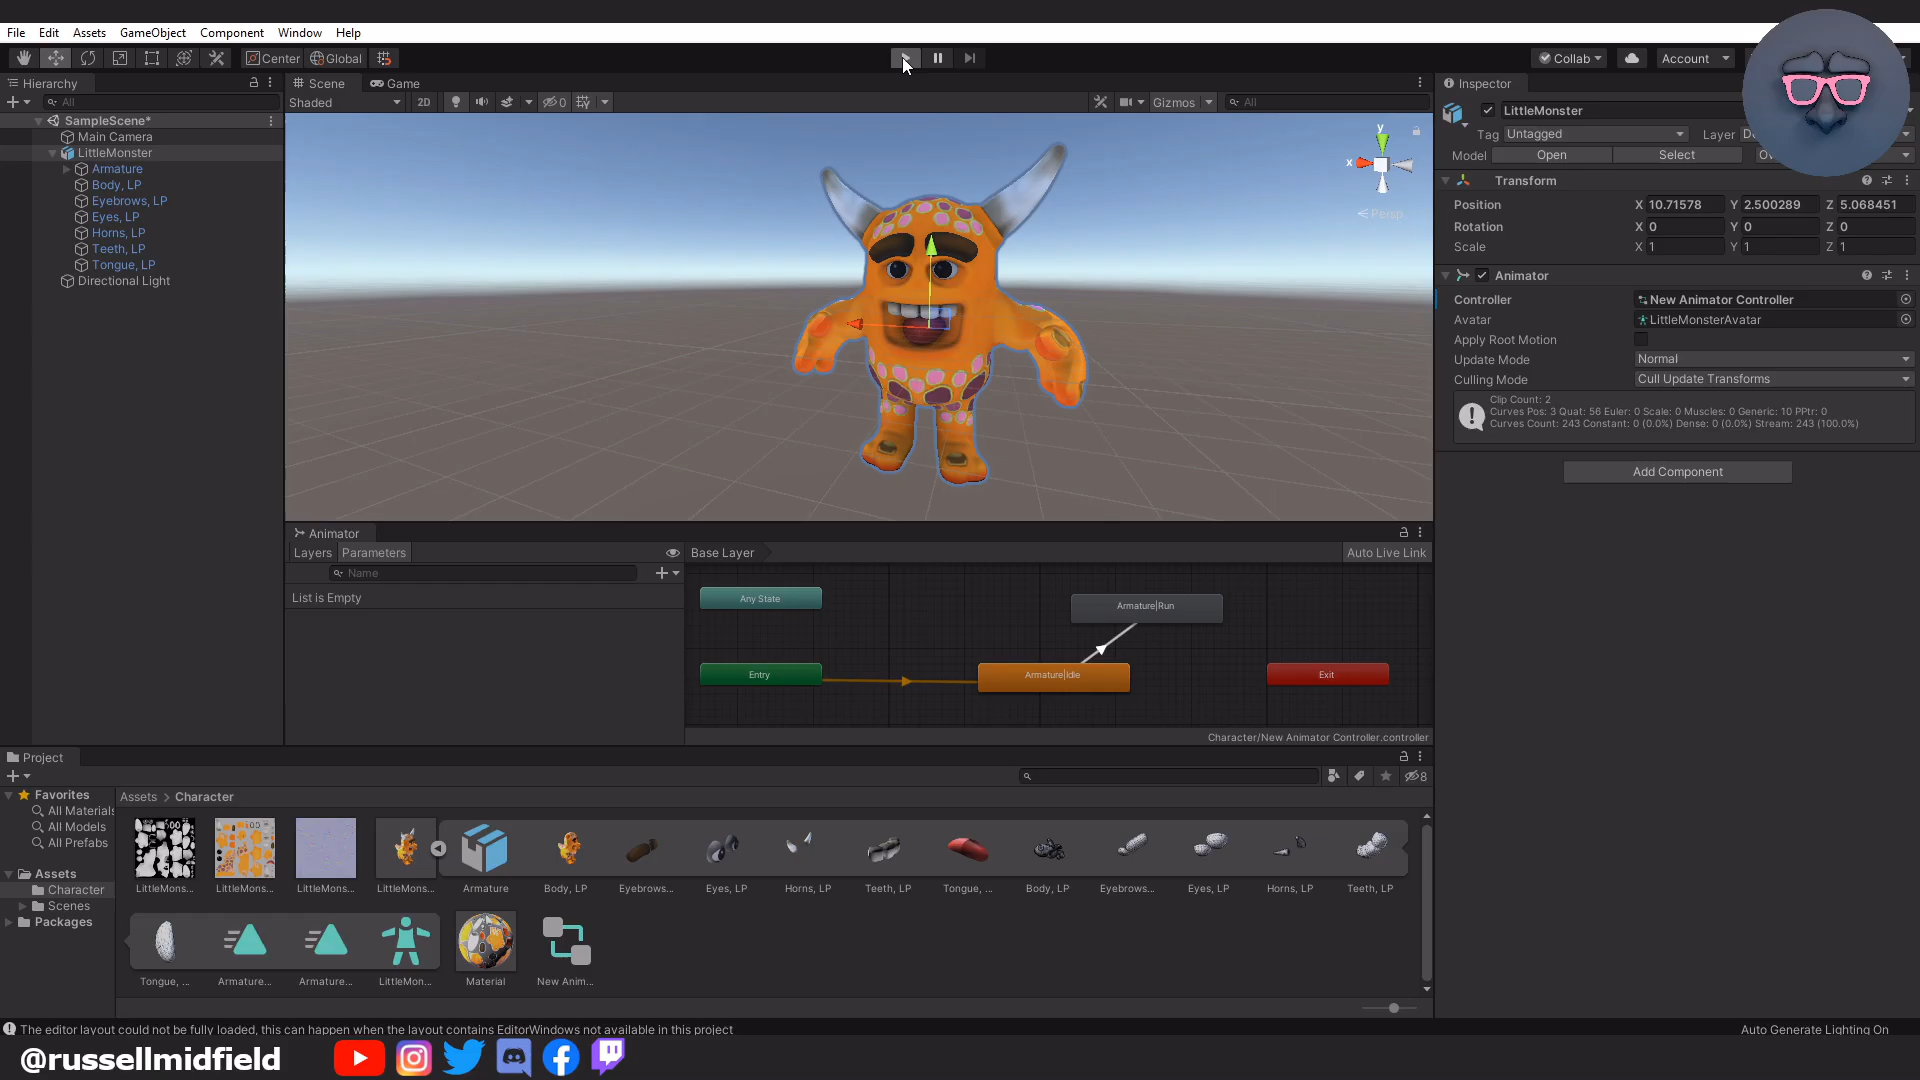 File Edit Assets GameObject Component Window Help
Center Global
Collab Account
Hierarchy
All
SampleScene*
Main Camera
LittleMonster
Armature
Body, LP
Eyebrows, LP
Eyes, LP
Horns, LP
Teeth, LP
Tongue, LP
Directional Light
Scene Game
Shaded 2D 0 Gizmos All
y
x
Persp
Inspector
LittleMonster
Tag Untagged Layer
Model Open Select
Transform
Position X 10.71578 Y 2.500289 Z 5.068451
Rotation X 0 Y 0 Z 0
Scale X 1 Y 1 Z 1
Animator
Controller New Animator Controller
Avatar LittleMonsterAvatar
Apply Root Motion
Update Mode Normal
Culling Mode Cull Update Transforms
Clip Count: 2
Curves Pos: 3 Quat: 56 Euler: 0 Scale: 0 Muscles: 0 Generic: 10 PPtr: 0
Curves Count: 243 Constant: 0 (0.0%) Dense: 0 (0.0%) Stream: 243 (100.0%)
Add Component
Animator
Layers Parameters Base Layer Auto Live Link
Name
List is Empty
Any State
Armature|Run
Entry
Armature|Idle
Exit
Character/New Animator Controller.controller
Project
8
Favorites
All Materials
All Models
All Prefabs
Assets
Character
Scenes
Packages
Assets > Character
LittleMons... LittleMons... LittleMons... LittleMons... Armature Body, LP Eyebrows... Eyes, LP Horns, LP Teeth, LP Tongue, ... Body, LP Eyebrows... Eyes, LP Horns, LP Teeth, LP
Tongue, ... Armature... Armature... LittleMon... Material New Anim...
The editor layout could not be fully loaded, this can happen when the layout contains EditorWindows not available in this project
Auto Generate Lighting On
@russellmidfield